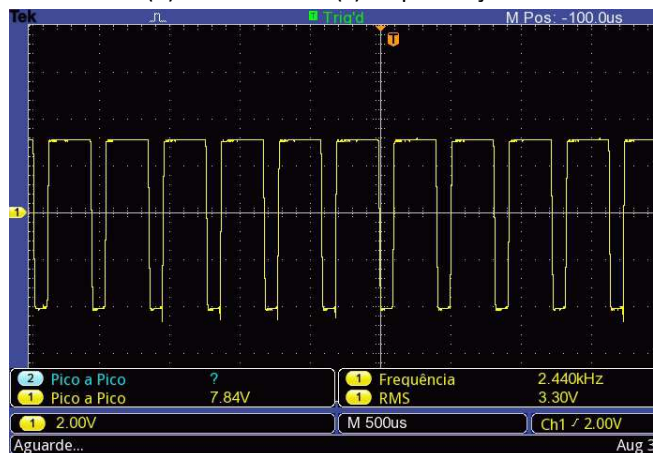 Tek
T Trig'd
M Pos: -100.0us
T
1
2 Pico a Pico ?
1 Pico a Pico 7.84V
1 Frequência 2.440kHz
1 RMS 3.30V
1 2.00V
M 500us
Ch1 2.00V
Aguarde...
Aug 3